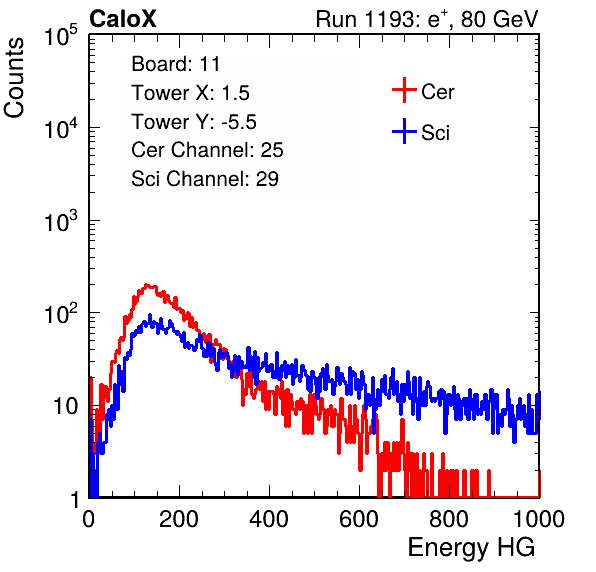 CaloX Run 1193: e⁺, 80 GeV
Counts
10⁵
10⁴
10³
10²
10
1
Board: 11
Tower X: 1.5
Tower Y: -5.5
Cer Channel: 25
Sci Channel: 29
Cer
Sci
0 200 400 600 800 1000
Energy HG